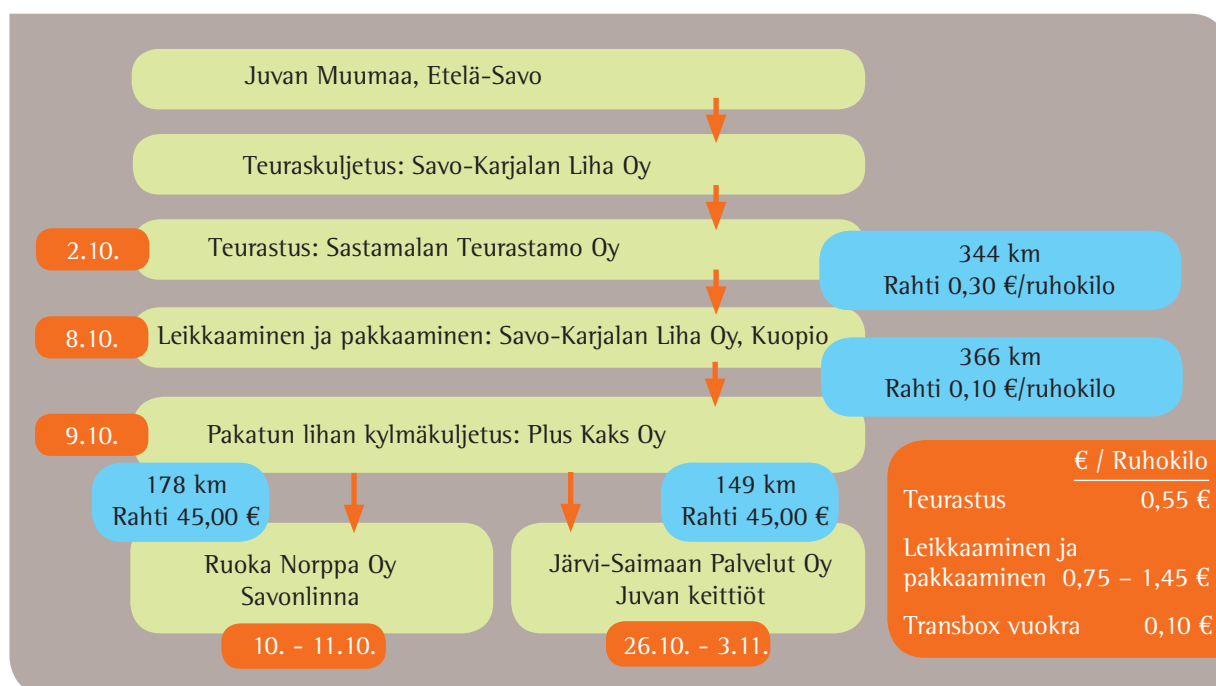 Juvan Muumaa, Etelä-Savo
Teuraskuljetus: Savo-Karjalan Liha Oy
2.10.
Teurastus: Sastamalan Teurastamo Oy
344 km
Rahti 0,30 €/ruhokilo
8.10.
Leikkaaminen ja pakkaaminen: Savo-Karjalan Liha Oy, Kuopio
366 km
Rahti 0,10 €/ruhokilo
9.10.
Pakatun lihan kylmäkuljetus: Plus Kaks Oy
178 km
Rahti 45,00 €
149 km
Rahti 45,00 €
Ruoka Norppa Oy
Savonlinna
10. - 11.10.
Järvi-Saimaan Palvelut Oy
Juvan keittiöt
26.10. - 3.11.
€ / Ruhokilo
Teurastus 0,55 €
Leikkaaminen ja
pakkaaminen 0,75 – 1,45 €
Transbox vuokra 0,10 €